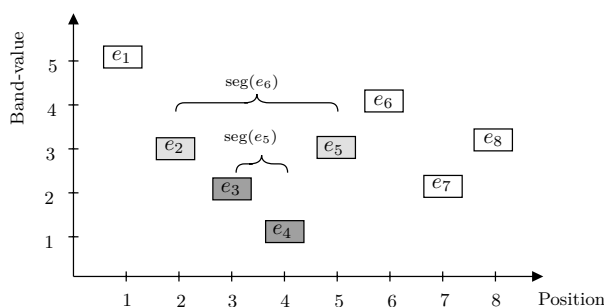 Band-value
5
4
3
2
1
e1
e2
e3
e4
e5
e6
e7
e8
seg(e6)
seg(e5)
1 2 3 4 5 6 7 8 Position